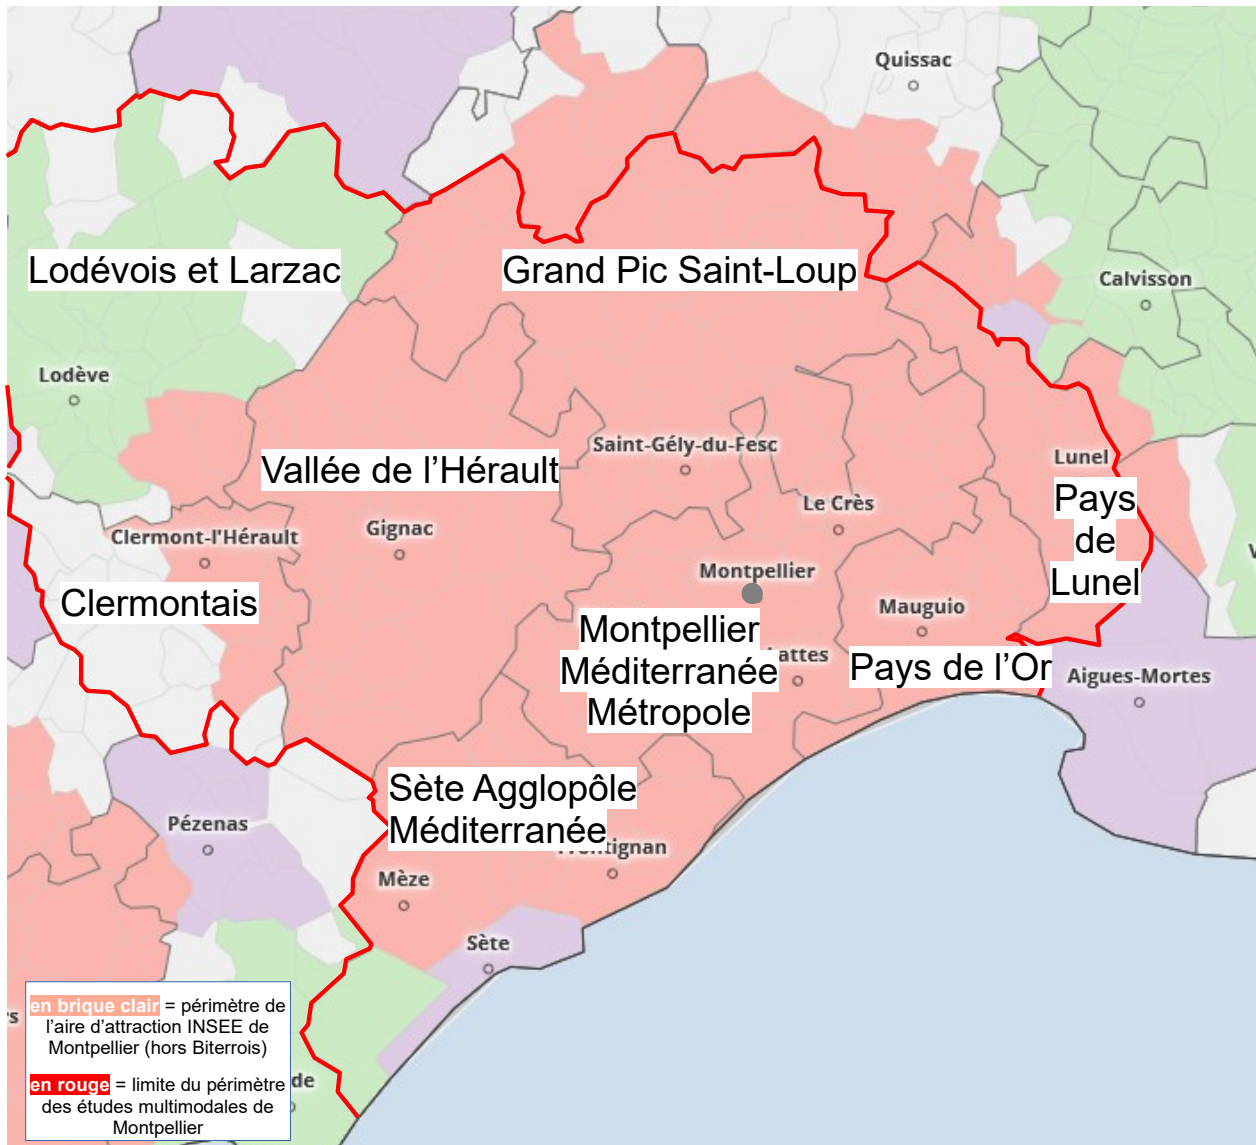 Quissac
Lodévois et Larzac
Grand Pic Saint-Loup
Calvisson
Lodève
Saint-Gély-du-Fesc
Lunel
Vallée de l’Hérault
Pays
de
Lunel
Le Crès
Gignac
Clermont-l'Hérault
Montpellier
Clermontais
Mauguio
Montpellier
Méditerranée
Métropole
attes
Pays de l’Or
Aigues-Mortes
Sète Agglopôle
Méditerranée
Pézenas
tignan
Mèze
Sète
en brique clair = périmètre de
l’aire d’attraction INSEE de
Montpellier (hors Biterrois)
en rouge = limite du périmètre
des études multimodales de
Montpellier
de